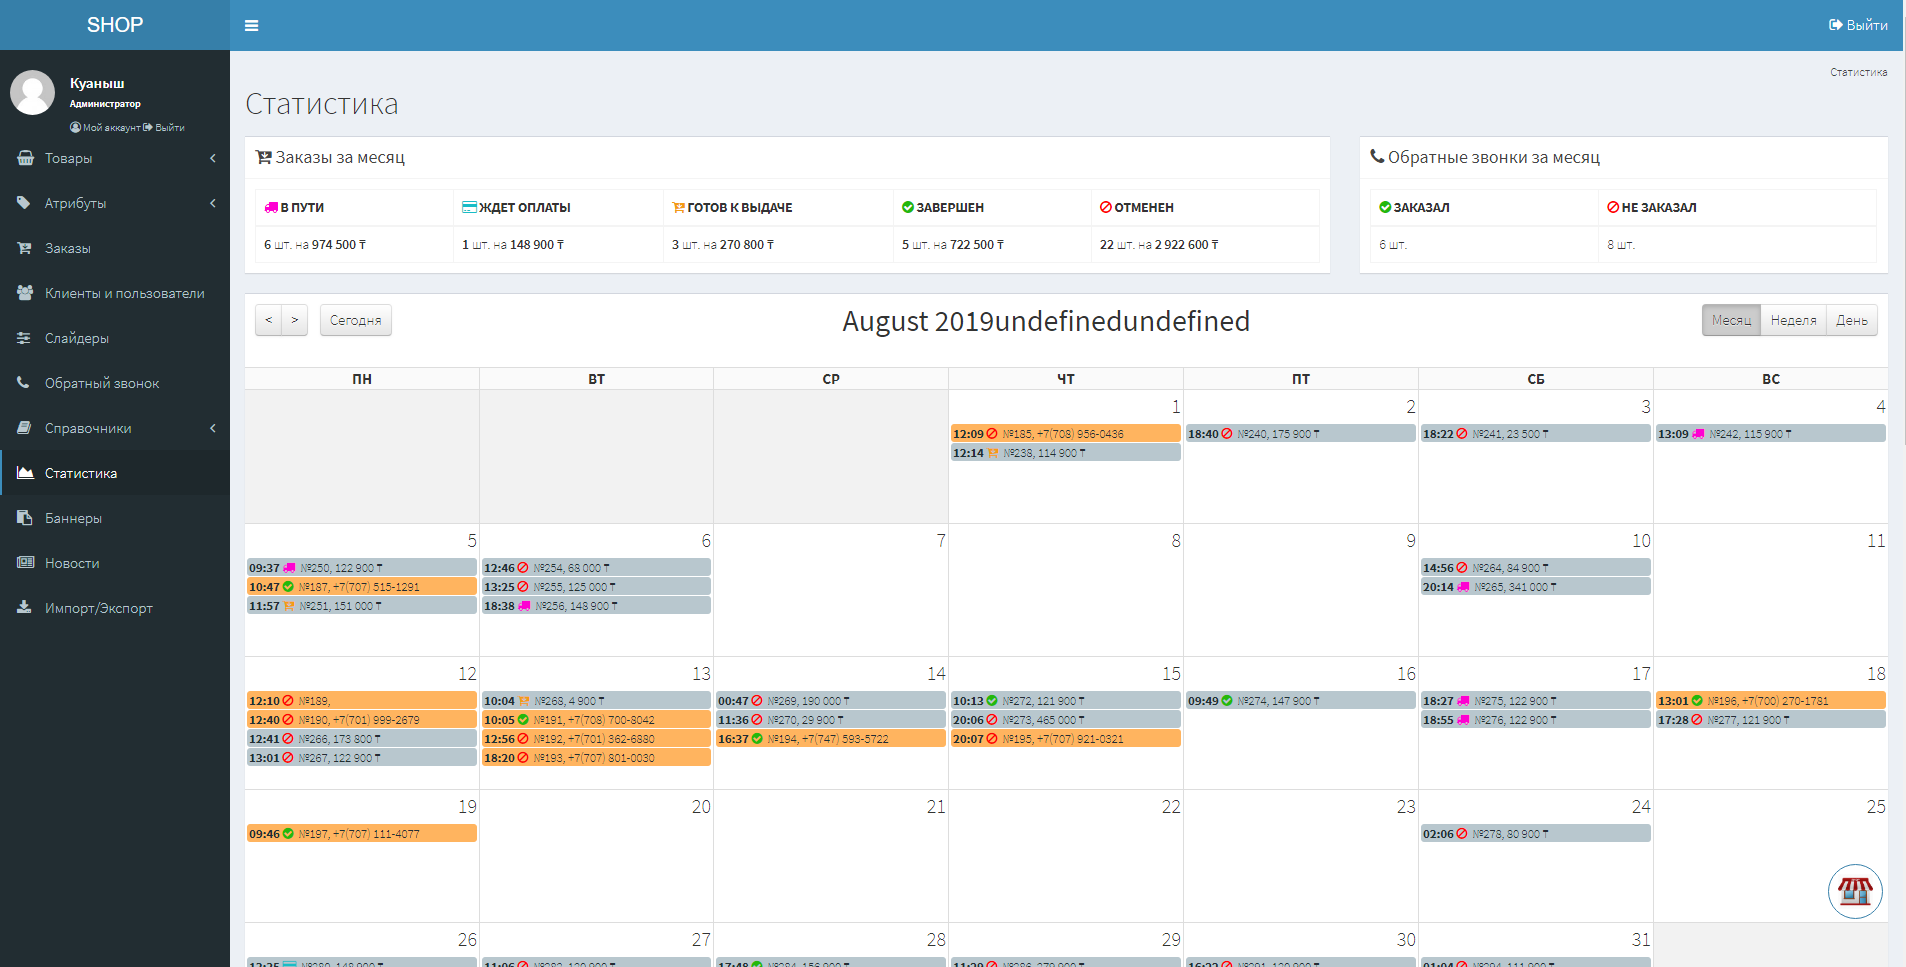 SHOP
Выйти
Куаныш
Администратор
Мой аккаунт Выйти
Товары
Атрибуты
Заказы
Клиенты и пользователи
Слайдеры
Обратный звонок
Справочники
Статистика
Баннеры
Новости
Импорт/Экспорт
Статистика
Статистика
Заказы за месяц
В ПУТИ ЖДЕТ ОПЛАТЫ ГОТОВ К ВЫДАЧЕ ЗАВЕРШЕН ОТМЕНЕН
6 шт. на 974 500 ₸ 1 шт. на 148 900 ₸ 3 шт. на 270 800 ₸ 5 шт. на 722 500 ₸ 22 шт. на 2 922 600 ₸
Обратные звонки за месяц
ЗАКАЗАЛ НЕ ЗАКАЗАЛ
6 шт. 8 шт.
< > Сегодня
August 2019undefinedundefined
Месяц Неделя День
ПН ВТ СР ЧТ ПТ СБ ВС
1 2 3 4
12:09 №185, +7(708) 956-0436 18:40 №240, 175 900 ₸ 18:22 №241, 23 500 ₸ 13:09 №242, 115 900 ₸
12:14 №238, 114 900 ₸
5 6 7 8 9 10 11
09:37 №250, 122 900 ₸ 12:46 №254, 68 000 ₸ 14:56 №264, 84 900 ₸
10:47 №187, +7(707) 515-1291 13:25 №255, 125 000 ₸ 20:14 №265, 341 000 ₸
11:57 №251, 151 000 ₸ 18:38 №256, 148 900 ₸
12 13 14 15 16 17 18
12:10 №189, 10:04 №268, 4 900 ₸ 00:47 №269, 190 000 ₸ 10:13 №272, 121 900 ₸ 09:49 №274, 147 900 ₸ 18:27 №275, 122 900 ₸ 13:01 №196, +7(700) 270-1781
12:40 №190, +7(701) 999-2679 10:05 №191, +7(708) 700-8042 11:36 №270, 29 900 ₸ 20:06 №273, 465 000 ₸ 18:55 №276, 122 900 ₸ 17:28 №277, 121 900 ₸
12:41 №266, 173 800 ₸ 12:56 №192, +7(701) 362-6880 16:37 №194, +7(747) 593-5722 20:07 №195, +7(707) 921-0321
13:01 №267, 122 900 ₸ 18:20 №193, +7(707) 801-0030
19 20 21 22 23 24 25
09:46 №197, +7(707) 111-4077 02:06 №278, 80 900 ₸
26 27 28 29 30 31